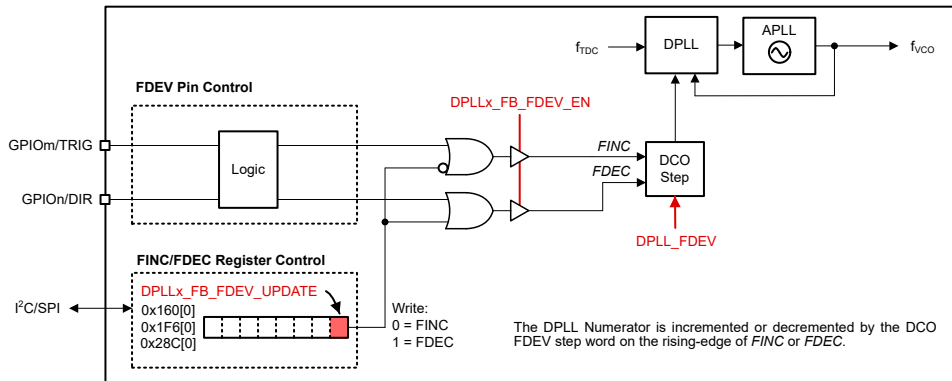 FDEV Pin Control
GPIOm/TRIG
GPIOn/DIR
Logic
DPLLx_FB_FDEV_EN
fTDC
DPLL
APLL
fVCO
FINC
FDEC
DCO
Step
DPLL_FDEV
FINC/FDEC Register Control
I²C/SPI
DPLLx_FB_FDEV_UPDATE
0x160[0]
0x1F6[0]
0x28C[0]
Write:
0 = FINC
1 = FDEC
The DPLL Numerator is incremented or decremented by the DCO
FDEV step word on the rising-edge of FINC or FDEC.